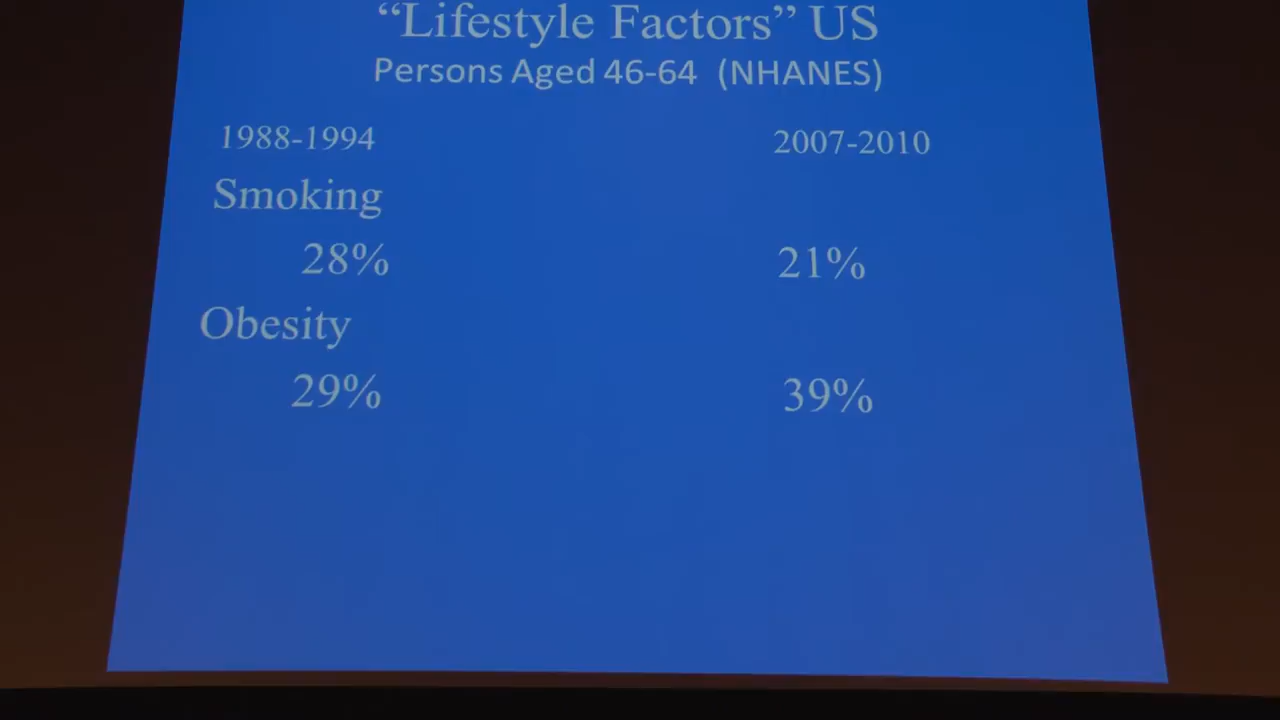 “Lifestyle Factors” US
Persons Aged 46-64 (NHANES)
1988-1994 2007-2010
Smoking
28% 21%
Obesity
29% 39%